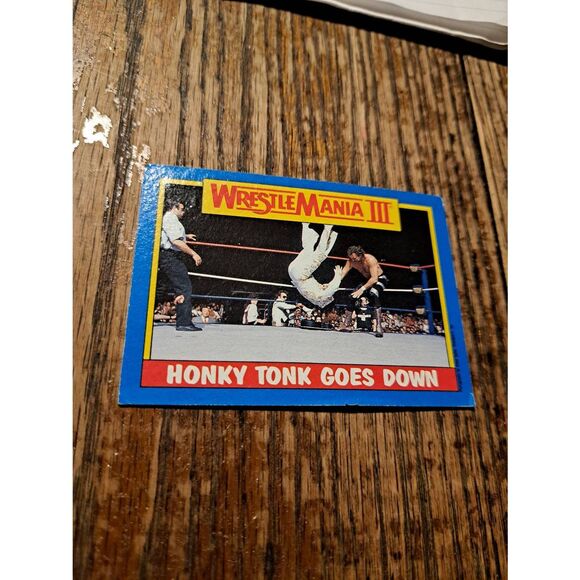 WRESTLEMANIA III
HONKY TONK GOES DOWN